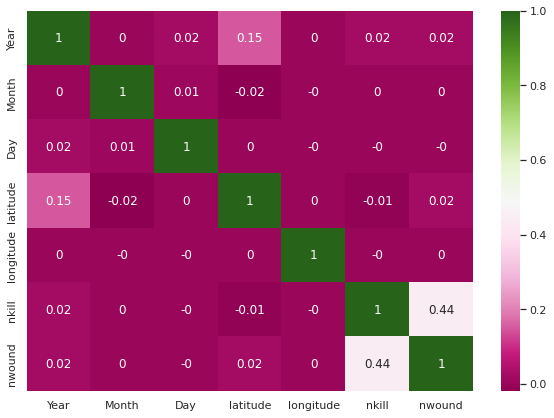 Year 1 0 0.02 0.15 0 0.02 0.02
Month 0 1 0.01 -0.02 -0 0 0
Day 0.02 0.01 1 0 -0 -0 -0
latitude 0.15 -0.02 0 1 0 -0.01 0.02
longitude 0 -0 -0 0 1 -0 0
nkill 0.02 0 -0 -0.01 -0 1 0.44
nwound 0.02 0 -0 0.02 0 0.44 1
Year Month Day latitude longitude nkill nwound
1.0
0.8
0.6
0.4
0.2
0.0